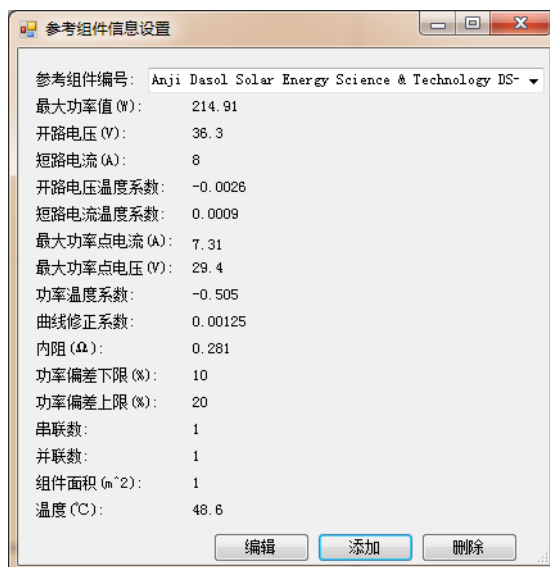 参考组件信息设置
参考组件编号: Anji Dasol Solar Energy Science & Technology DS-
最大功率值(W): 214.91
开路电压(V): 36.3
短路电流(A): 8
开路电压温度系数: -0.0026
短路电流温度系数: 0.0009
最大功率点电流(A): 7.31
最大功率点电压(V): 29.4
功率温度系数: -0.505
曲线修正系数: 0.00125
内阻(Ω): 0.281
功率偏差下限(%): 10
功率偏差上限(%): 20
串联数: 1
并联数: 1
组件面积(m^2): 1
温度(℃): 48.6
编辑 添加 删除